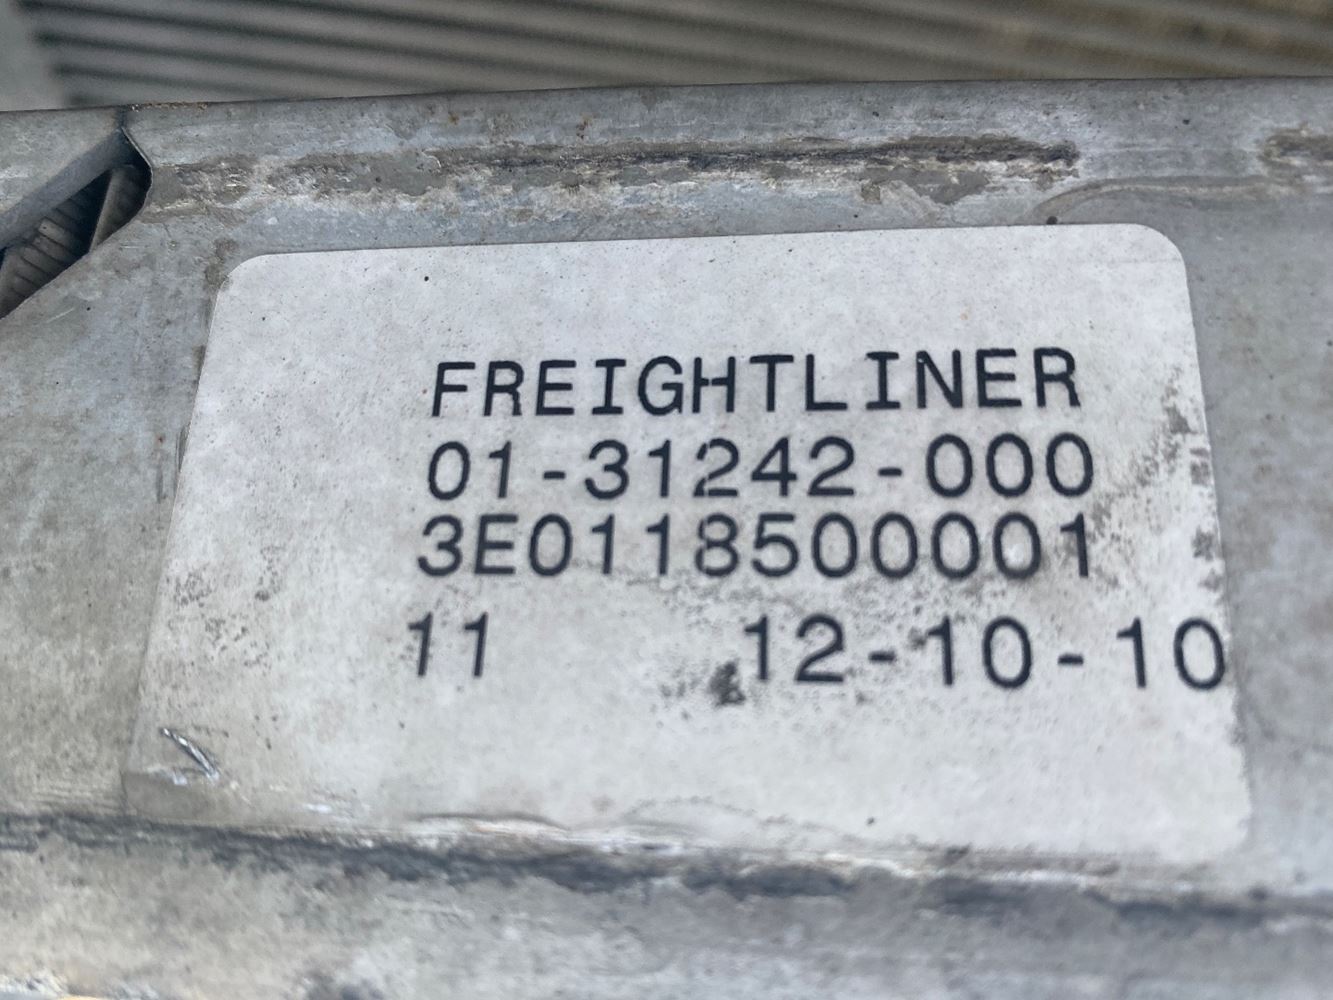 FREIGHTLINER
01-31242-000
3E0118500001
11 12-10-10